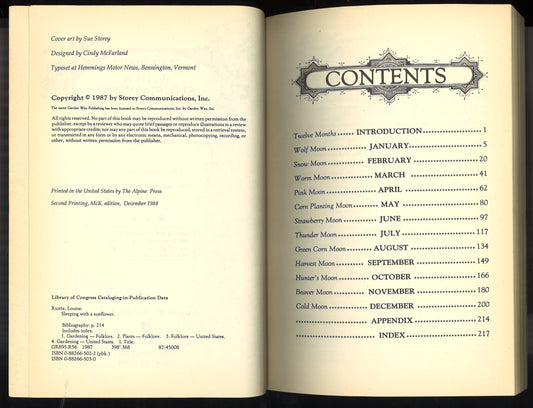 Cover art by Sue Storey
Designed by Cindy McFarland
Typeset at Hemmings Motor News, Bennington, Vermont
Copyright © 1987 by Storey Communications, Inc.
The name Garden Way Publishing has been licensed to Storey Communications, Inc. by Garden Way, Inc.
All rights reserved. No part of this book may be reproduced without written permission from the
publisher, except by a reviewer who may quote brief passages or reproduce illustrations in a review
with appropriate credits; nor may any part of this book be reproduced, stored in a retrieval system,
or transmitted in any form or by any electronic means, mechanical, photocopying, recording, or
other, without written permission from the publisher.
Printed in the United States by The Alpine Press
Second Printing, McK. edition, December 1988
Library of Congress Cataloging-in-Publication Data
Riotte, Louise.
Sleeping with a sunflower.
Bibliography: p. 214
Includes index.
1. Gardening — Folklore. 2. Plants — Folklore. 3. Folklore — United States.
4. Gardening — United States. I. Title.
GR895.R56 1987 398'.368 87-45008
ISBN 0-88266-502-2 (pbk.)
ISBN 0-88266-503-0
CONTENTS
Twelve Months ...... INTRODUCTION ...... 1
Wolf Moon ...... JANUARY ...... 5
Snow Moon ...... FEBRUARY ...... 20
Worm Moon ...... MARCH ...... 41
Pink Moon ...... APRIL ...... 62
Corn Planting Moon ...... MAY ...... 80
Strawberry Moon ...... JUNE ...... 97
Thunder Moon ...... JULY ...... 117
Green Corn Moon ...... AUGUST ...... 134
Harvest Moon ...... SEPTEMBER ...... 149
Hunter's Moon ...... OCTOBER ...... 166
Beaver Moon ...... NOVEMBER ...... 180
Cold Moon ...... DECEMBER ...... 200
...... APPENDIX ...... 214
...... INDEX ...... 217